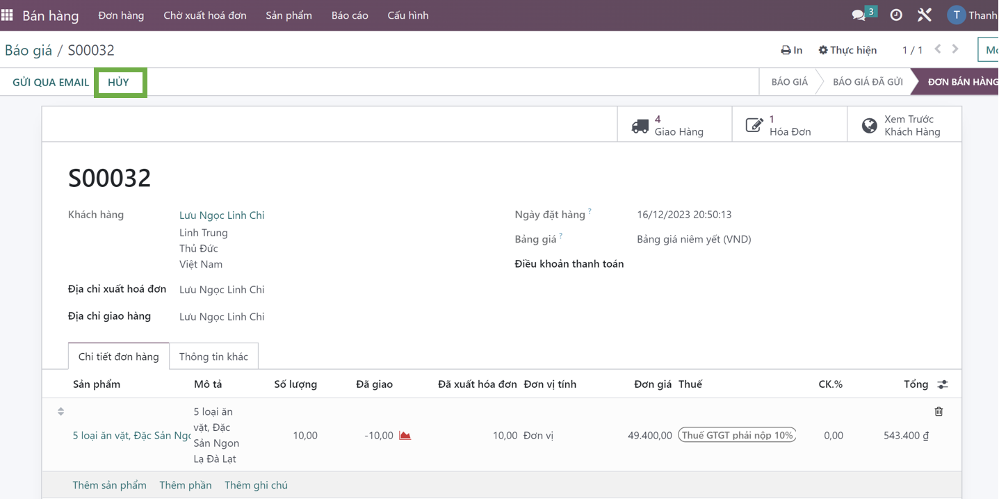 Bán hàng Đơn hàng Chờ xuất hoá đơn Sản phẩm Báo cáo Cấu hình 3 T Thanh
Báo giá / S00032 In Thực hiện 1 / 1
GỬI QUA EMAIL HỦY BÁO GIÁ BÁO GIÁ ĐÃ GỬI ĐƠN BÁN HÀNG
4 Giao Hàng
1 Hóa Đơn
Xem Trước
Khách Hàng
S00032
Khách hàng Lưu Ngọc Linh Chi
Linh Trung
Thủ Đức
Việt Nam
Địa chỉ xuất hoá đơn Lưu Ngọc Linh Chi
Địa chỉ giao hàng Lưu Ngọc Linh Chi
Ngày đặt hàng ? 16/12/2023 20:50:13
Bảng giá ? Bảng giá niêm yết (VND)
Điều khoản thanh toán
Chi tiết đơn hàng Thông tin khác
Sản phẩm Mô tả Số lượng Đã giao Đã xuất hóa đơn Đơn vị tính Đơn giá Thuế CK.% Tổng
5 loại ăn vặt, Đặc Sản Ngo
5 loại ăn
vặt, Đặc
Sản Ngon
Lạ Đà Lạt
10,00 -10,00 10,00 Đơn vị 49.400,00 Thuế GTGT phải nộp 10% 0,00 543.400 ₫
Thêm sản phẩm Thêm phần Thêm ghi chú